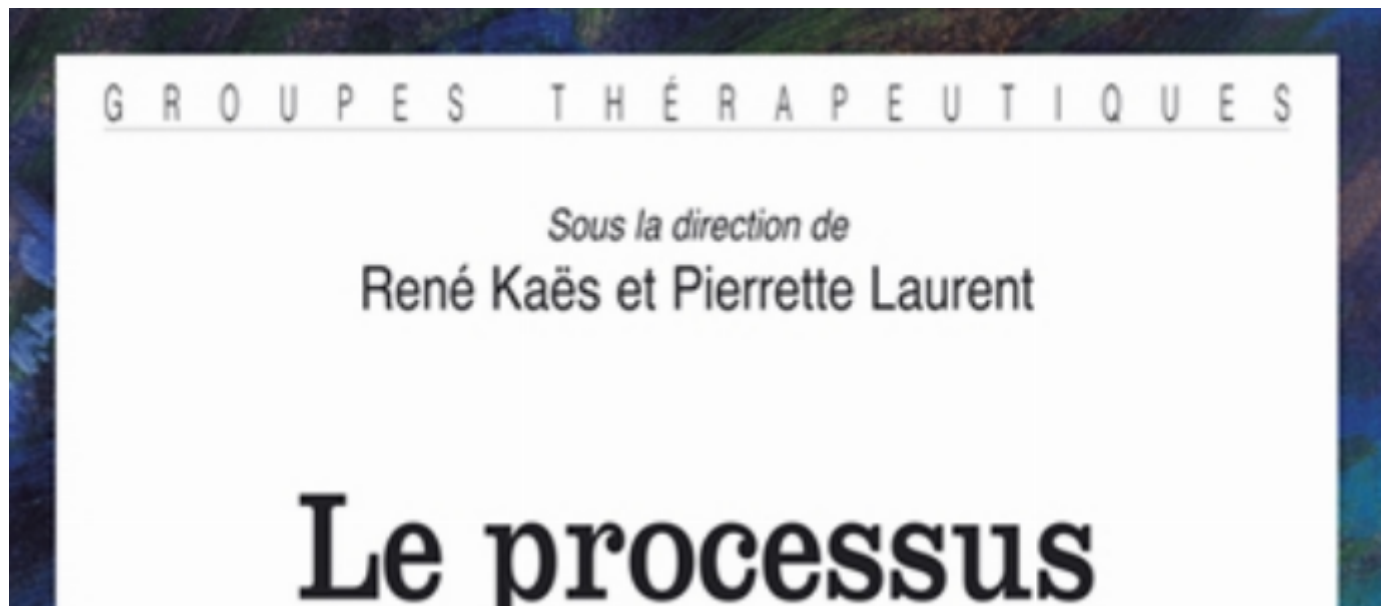 GROUPES THÉRAPEUTIQUES
Sous la direction de
René Kaës et Pierrette Laurent
Le processus